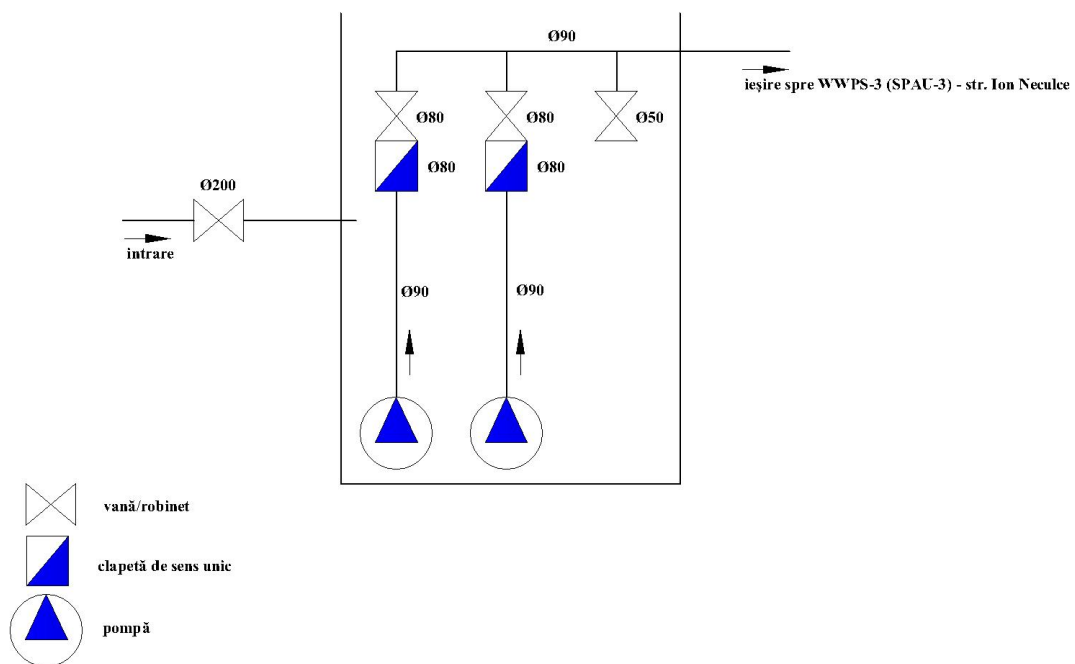 Ø90
ieșire spre WWPS-3 (SPAU-3) - str. Ion Neculce
Ø80
Ø80
Ø50
Ø80
Ø80
Ø200
intrare
Ø90
Ø90
vană/robinet
clapetă de sens unic
pompă